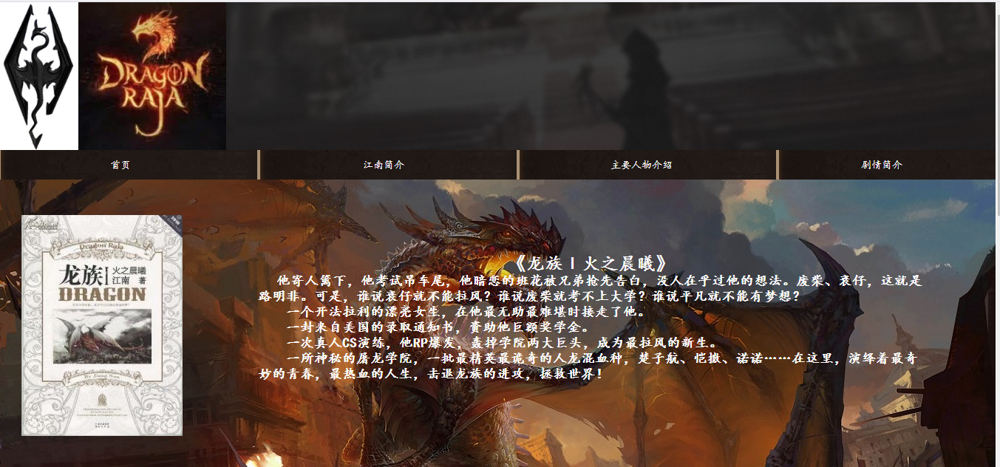 DRAGON
RAJA
首页
江南简介
主要人物介绍
剧情简介
2010
Dragon Raja
龙族Ⅰ
火之晨曦
江南 著
DRAGON
By Jiang Nan
《龙族Ⅰ火之晨曦》
他寄人篱下，他考试吊车尾，他暗恋的班花被兄弟抢先告白，没人在乎过他的想法。废柴、衰仔，这就是
路明非。可是，谁说衰仔就不能拉风？谁说废柴就考不上大学？谁说平凡就不能有梦想？
一个开法拉利的漂亮女生，在他最无助最难堪时接走了他。
一封来自美国的录取通知书，资助他巨额奖学金。
一次真人CS演练，他RP爆发，轰掉学院两大巨头，成为最拉风的新生。
一所神秘的屠龙学院，一批最精英最诡奇的人龙混血种，楚子航、恺撒、诺诺……在这里，演绎着最奇
妙的青春，最热血的人生，击退龙族的进攻，拯救世界！